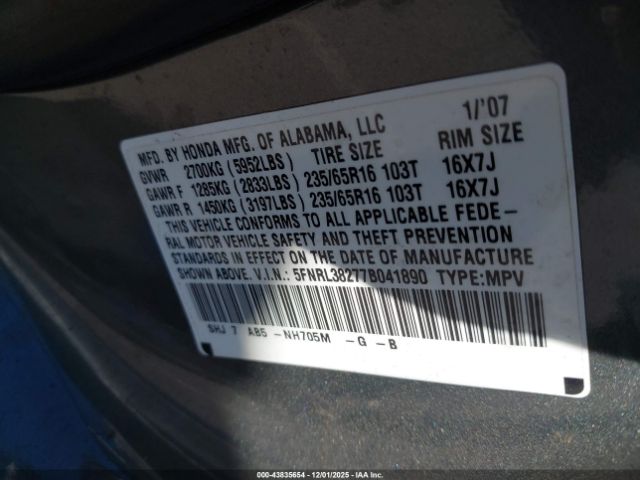 MFD. BY HONDA MFG. OF ALABAMA, LLC 1/'07
GVWR 2700KG (5952LBS) TIRE SIZE RIM SIZE
GAWR F 1285KG (2833LBS) 235/65R16 103T 16X7J
GAWR R 1450KG (3197LBS) 235/65R16 103T 16X7J
THIS VEHICLE CONFORMS TO ALL APPLICABLE FEDE-
RAL MOTOR VEHICLE SAFETY AND THEFT PREVENTION
STANDARDS IN EFFECT ON THE DATE OF MANUFACTURE
SHOWN ABOVE. V.I.N.: 5FNRL38277B041890 TYPE:MPV
SHJ 7 AB5 -NH705M -G -B
000-43835654 - 12/01/2025 - IAAI.COM